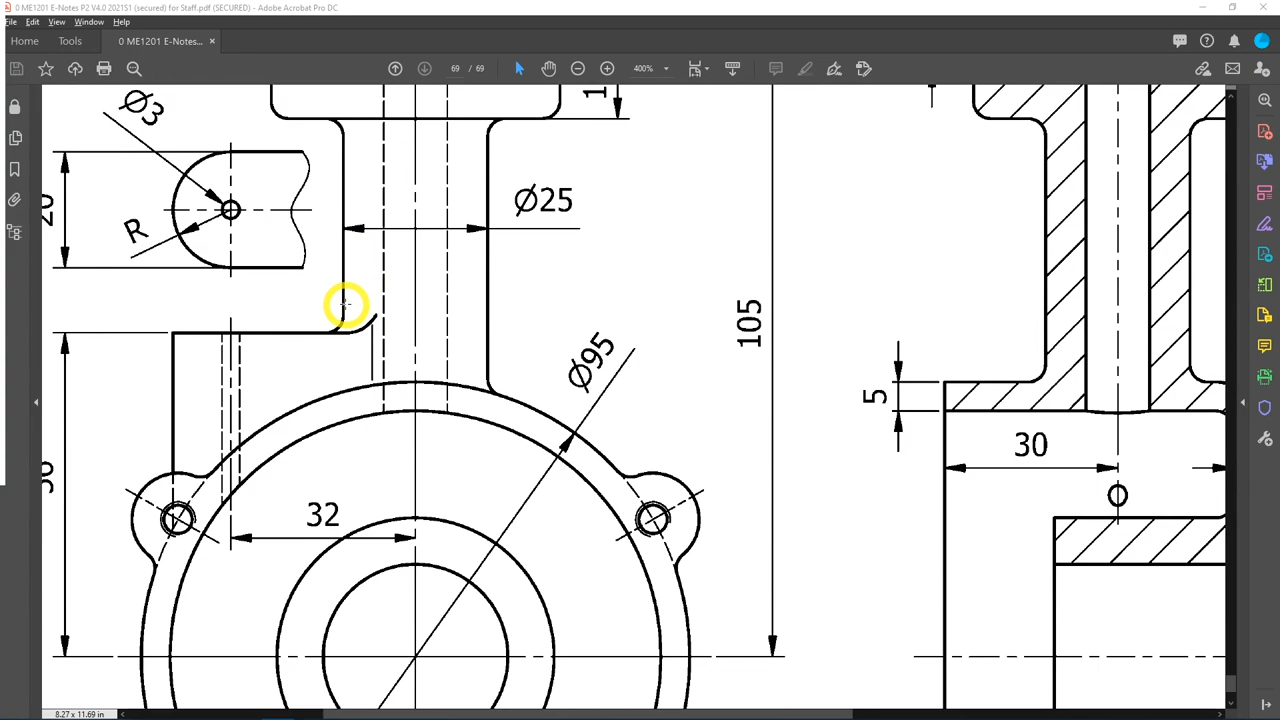 0 ME1201 E-Notes P2 V4.0 2021S1 (secured) for Staff.pdf (SECURED) - Adobe Acrobat Pro DC
File Edit View Window Help
Home Tools 0 ME1201 E-Notes... ×
69 / 69 400%
Ø3
R
Ø25
Ø95
105
5
30
32
8.27 x 11.69 in